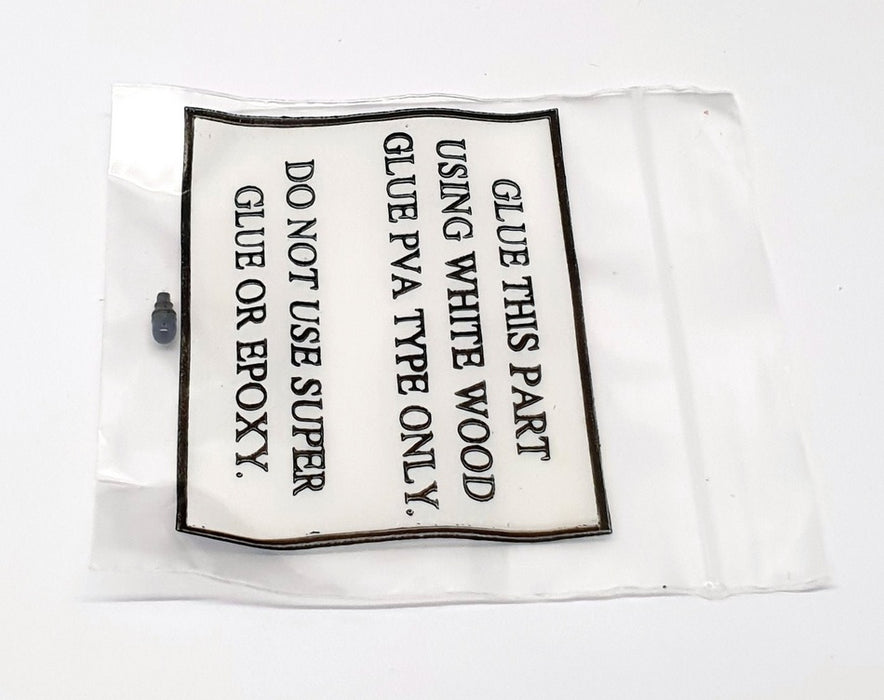 GLUE THIS PART
USING WHITE WOOD
GLUE PVA TYPE ONLY.
DO NOT USE SUPER
GLUE OR EPOXY.